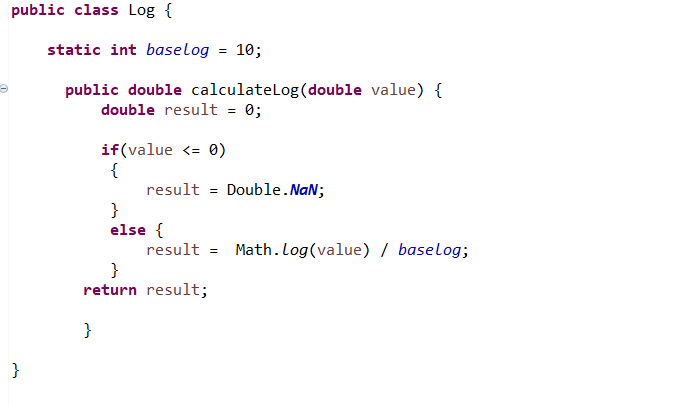 public class Log {
static int baselog = 10;
public double calculateLog(double value) {
double result = 0;
if(value <= 0)
{
result = Double.NaN;
}
else {
result =  Math.log(value) / baselog;
}
return result;
}
}